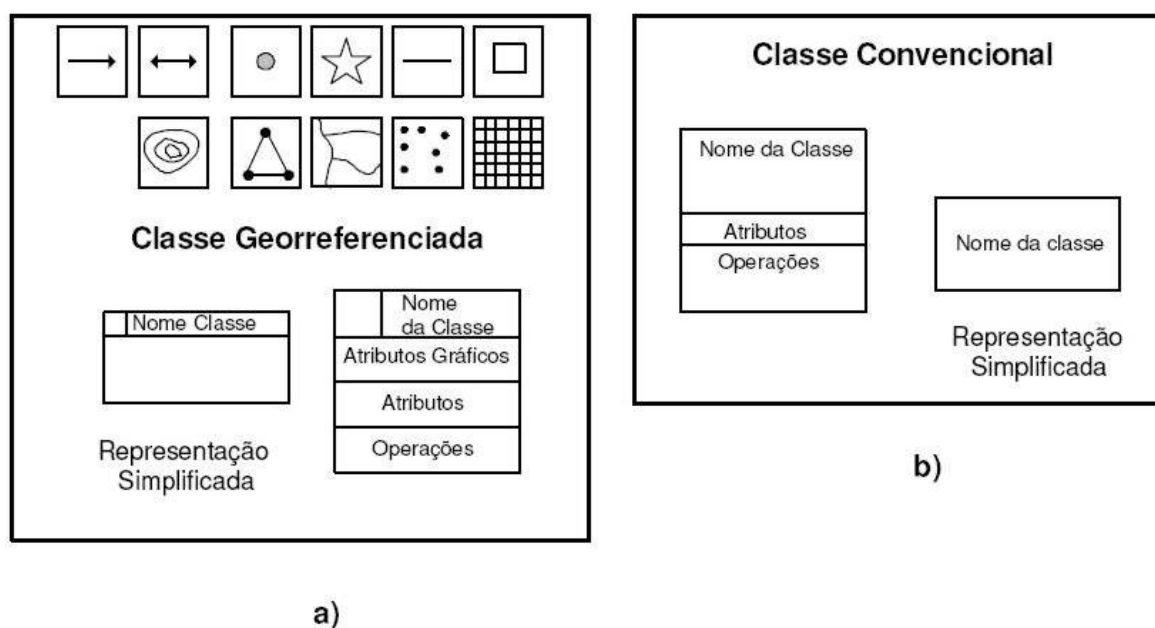 Classe Georreferenciada
Nome Classe
Representação
Simplificada
Nome
da Classe
Atributos Gráficos
Atributos
Operações
a)
Classe Convencional
Nome da Classe
Atributos
Operações
Nome da classe
Representação
Simplificada
b)